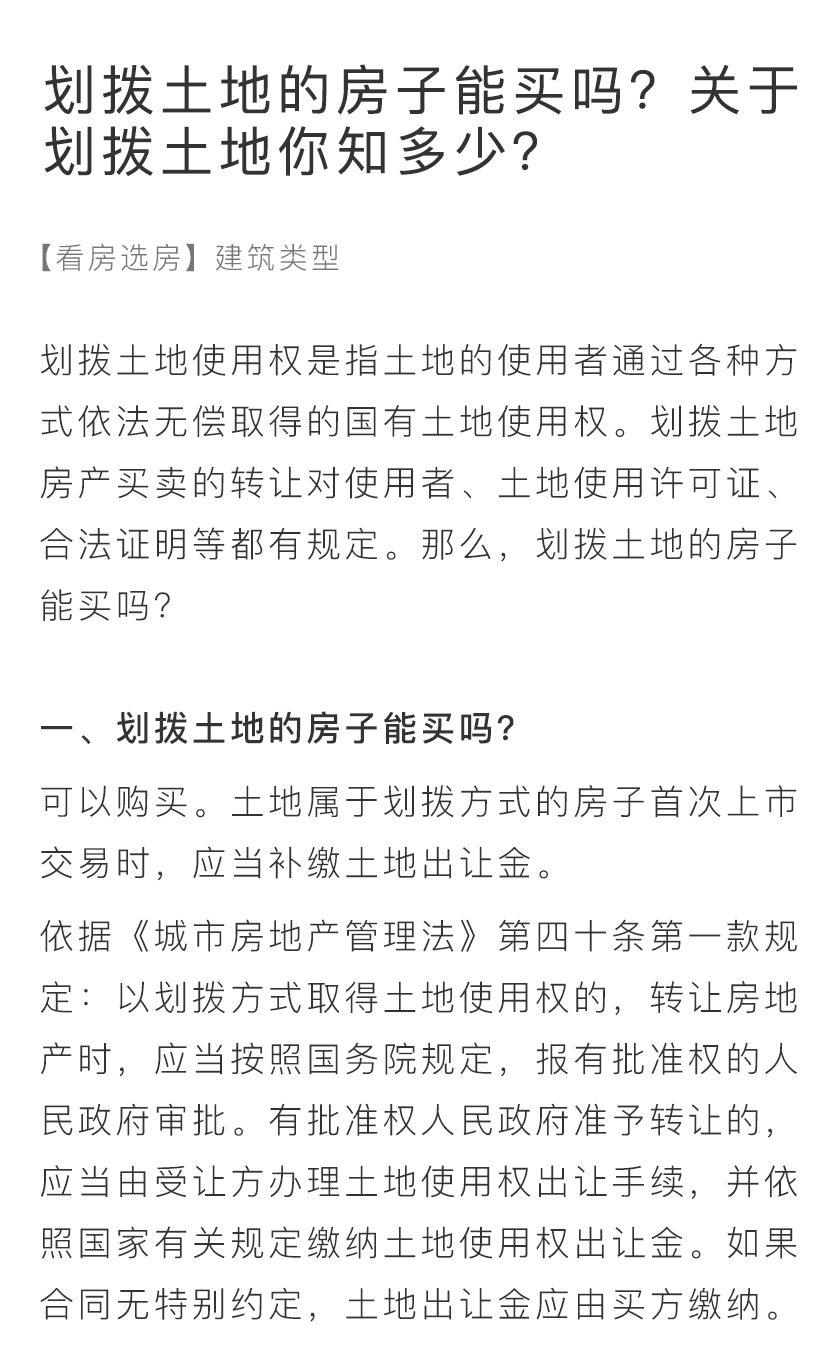 划拨土地的房子能买吗？关于
划拨土地你知多少？
【看房选房】建筑类型
划拨土地使用权是指土地的使用者通过各种方
式依法无偿取得的国有土地使用权。划拨土地
房产买卖的转让对使用者、土地使用许可证、
合法证明等都有规定。那么，划拨土地的房子
能买吗？
一、划拨土地的房子能买吗？
可以购买。土地属于划拨方式的房子首次上市
交易时，应当补缴土地出让金。
依据《城市房地产管理法》第四十条第一款规
定：以划拨方式取得土地使用权的，转让房地
产时，应当按照国务院规定，报有批准权的人
民政府审批。有批准权人民政府准予转让的，
应当由受让方办理土地使用权出让手续，并依
照国家有关规定缴纳土地使用权出让金。如果
合同无特别约定，土地出让金应由买方缴纳。